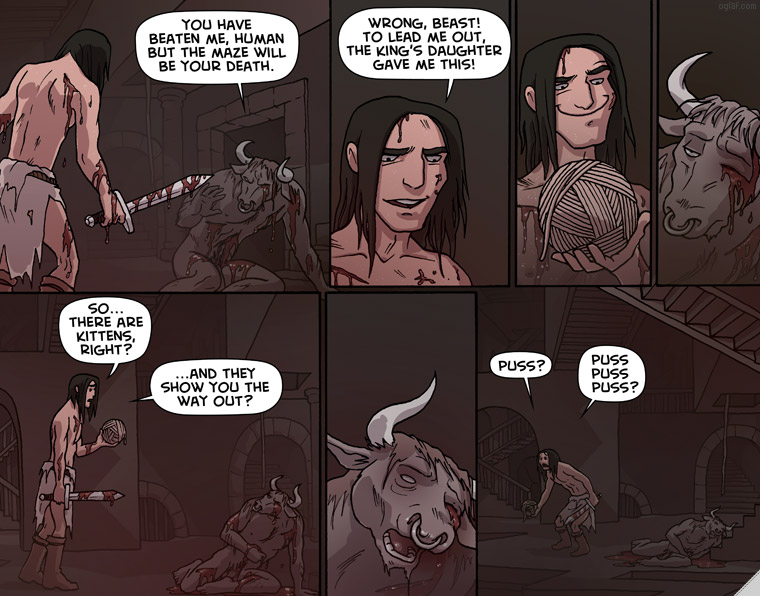 YOU HAVE
BEATEN ME, HUMAN
BUT THE MAZE WILL
BE YOUR DEATH.
WRONG, BEAST!
TO LEAD ME OUT,
THE KING'S DAUGHTER
GAVE ME THIS!
oglaf.com
SO...
THERE ARE
KITTENS,
RIGHT?
...AND THEY
SHOW YOU THE
WAY OUT?
PUSS?
PUSS
PUSS
PUSS?